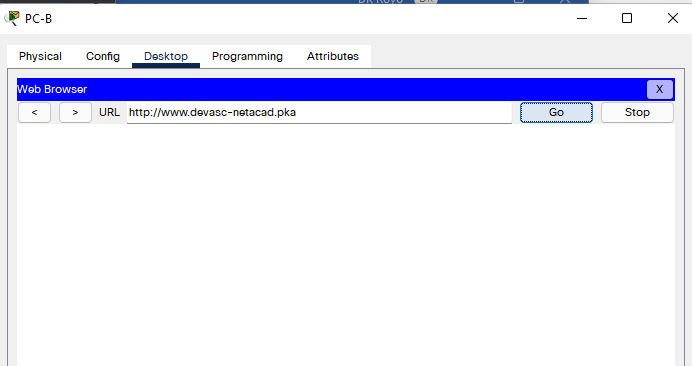 PC-B
Physical Config Desktop Programming Attributes
Web Browser X
< > URL http://www.devasc-netacad.pka Go Stop